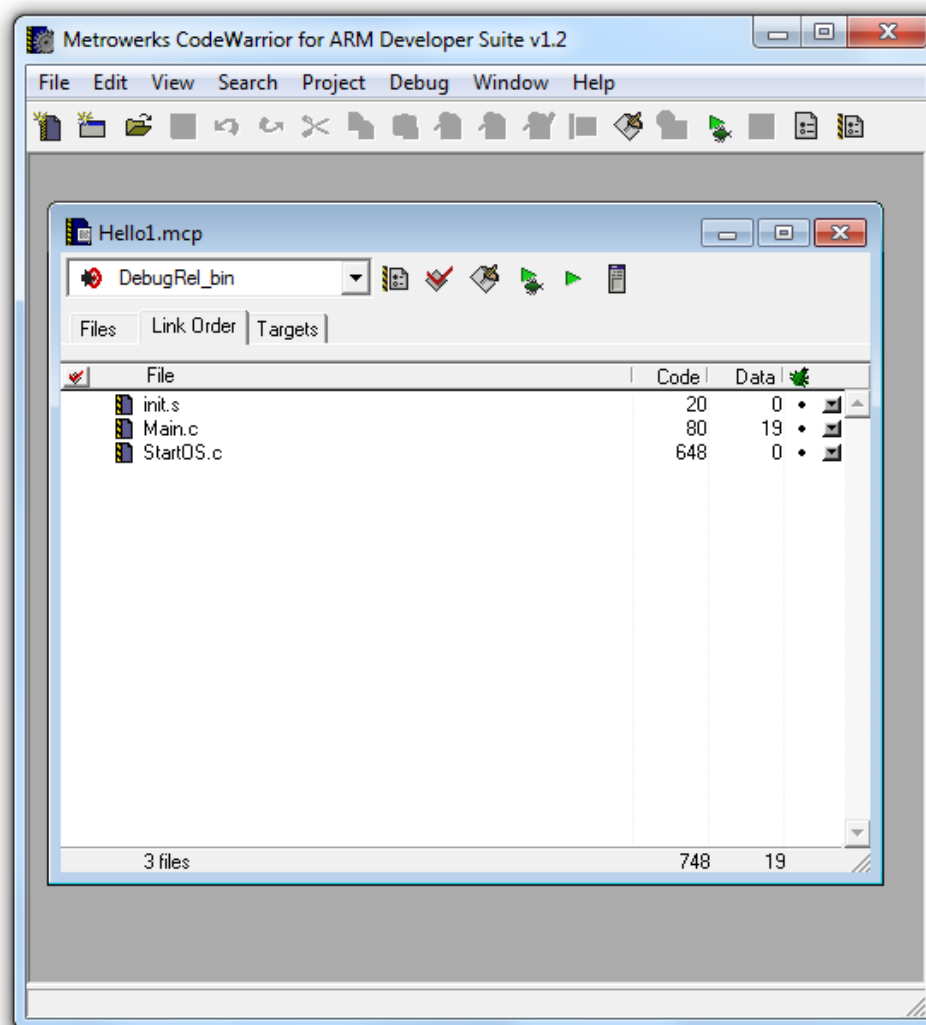 Metrowerks CodeWarrior for ARM Developer Suite v1.2
File Edit View Search Project Debug Window Help
Hello1.mcp
DebugRel_bin
Files Link Order Targets
File Code Data
init.s 20 0
Main.c 80 19
StartOS.c 648 0
3 files 748 19